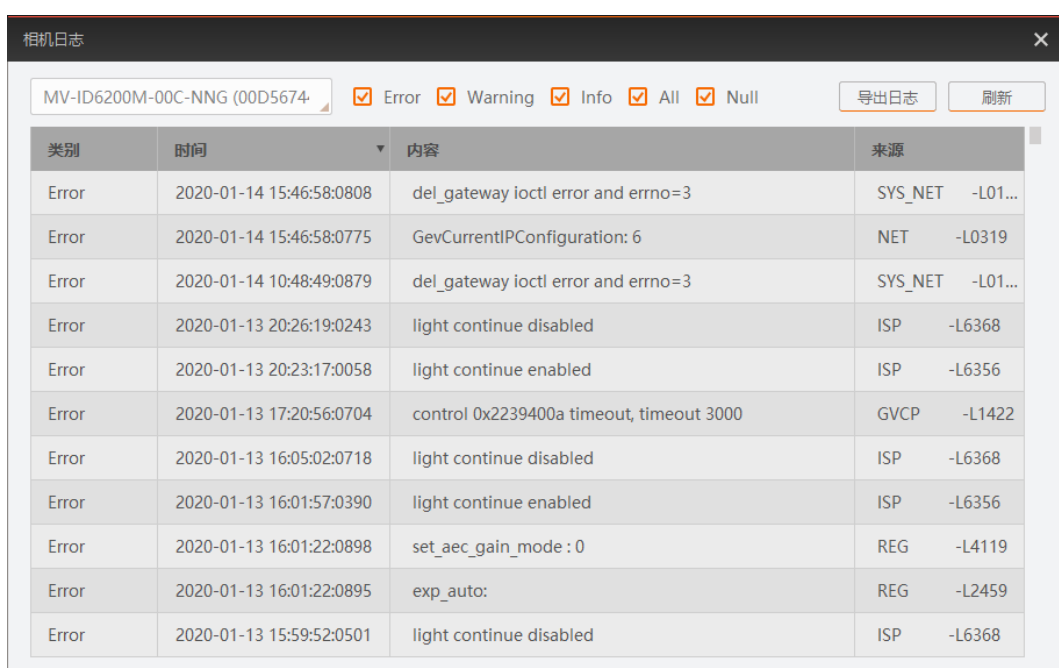 相机日志
MV-ID6200M-00C-NNG (00D5674 Error Warning Info All Null 导出日志 刷新
类别 时间 内容 来源
Error 2020-01-14 15:46:58:0808 del_gateway ioctl error and errno=3 SYS_NET -L01...
Error 2020-01-14 15:46:58:0775 GevCurrentIPConfiguration: 6 NET -L0319
Error 2020-01-14 10:48:49:0879 del_gateway ioctl error and errno=3 SYS_NET -L01...
Error 2020-01-13 20:26:19:0243 light continue disabled ISP -L6368
Error 2020-01-13 20:23:17:0058 light continue enabled ISP -L6356
Error 2020-01-13 17:20:56:0704 control 0x2239400a timeout, timeout 3000 GVCP -L1422
Error 2020-01-13 16:05:02:0718 light continue disabled ISP -L6368
Error 2020-01-13 16:01:57:0390 light continue enabled ISP -L6356
Error 2020-01-13 16:01:22:0898 set_aec_gain_mode : 0 REG -L4119
Error 2020-01-13 16:01:22:0895 exp_auto: REG -L2459
Error 2020-01-13 15:59:52:0501 light continue disabled ISP -L6368